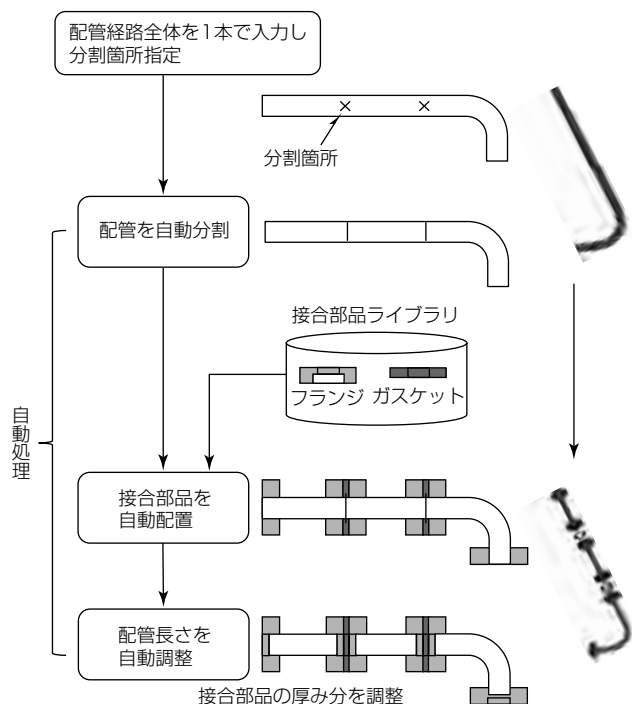 配管経路全体を1本で入力し
分割箇所指定
分割箇所
配管を自動分割
接合部品ライブラリ
フランジ ガスケット
自動処理
接合部品を
自動配置
配管長さを
自動調整
接合部品の厚み分を調整